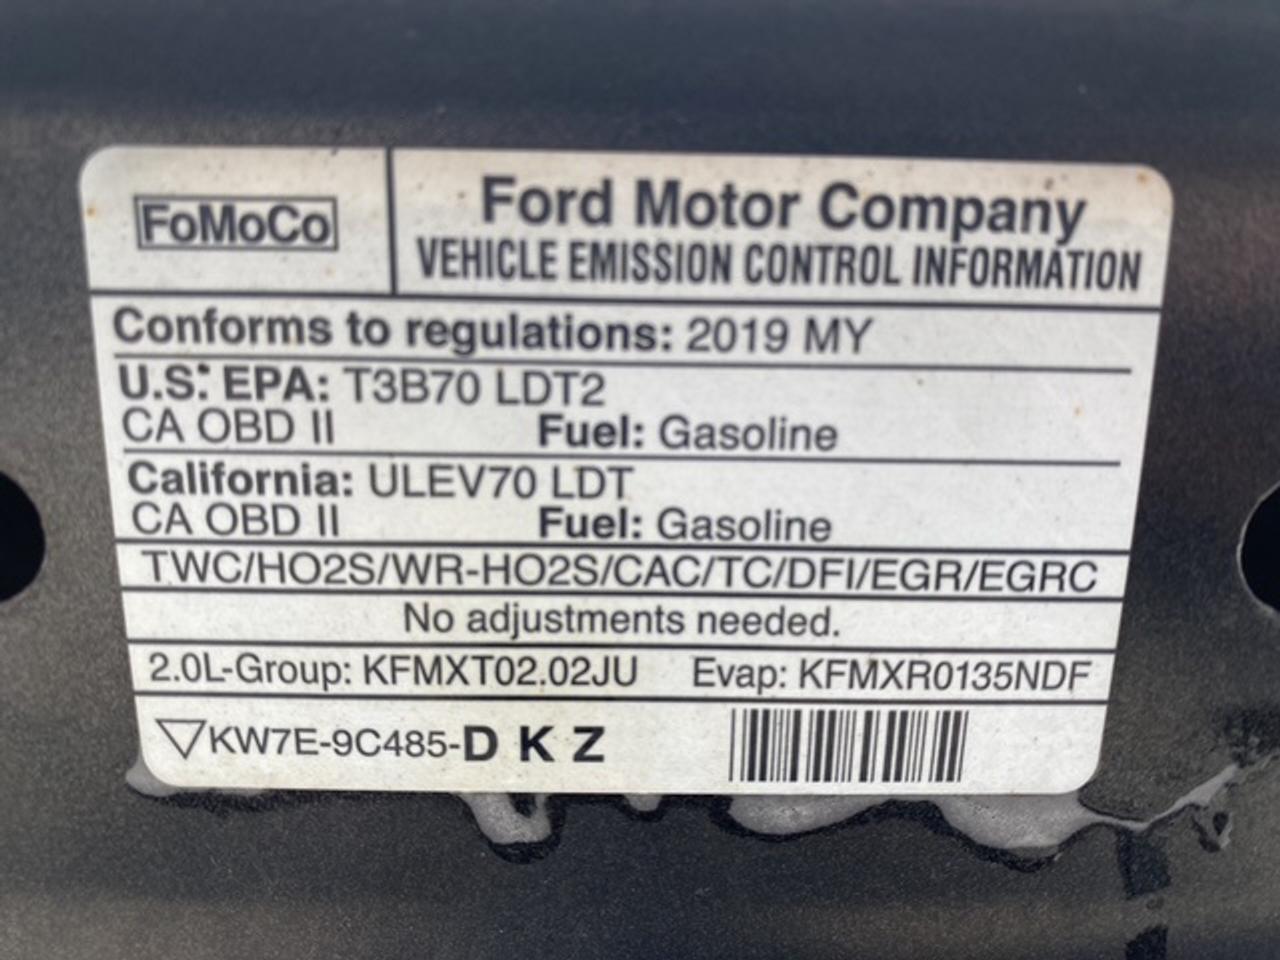 FoMoCo
Ford Motor Company
VEHICLE EMISSION CONTROL INFORMATION
Conforms to regulations: 2019 MY
U.S. EPA: T3B70 LDT2
CA OBD II Fuel: Gasoline
California: ULEV70 LDT
CA OBD II Fuel: Gasoline
TWC/HO2S/WR-HO2S/CAC/TC/DFI/EGR/EGRC
No adjustments needed.
2.0L-Group: KFMXT02.02JU Evap: KFMXR0135NDF
KW7E-9C485-D K Z